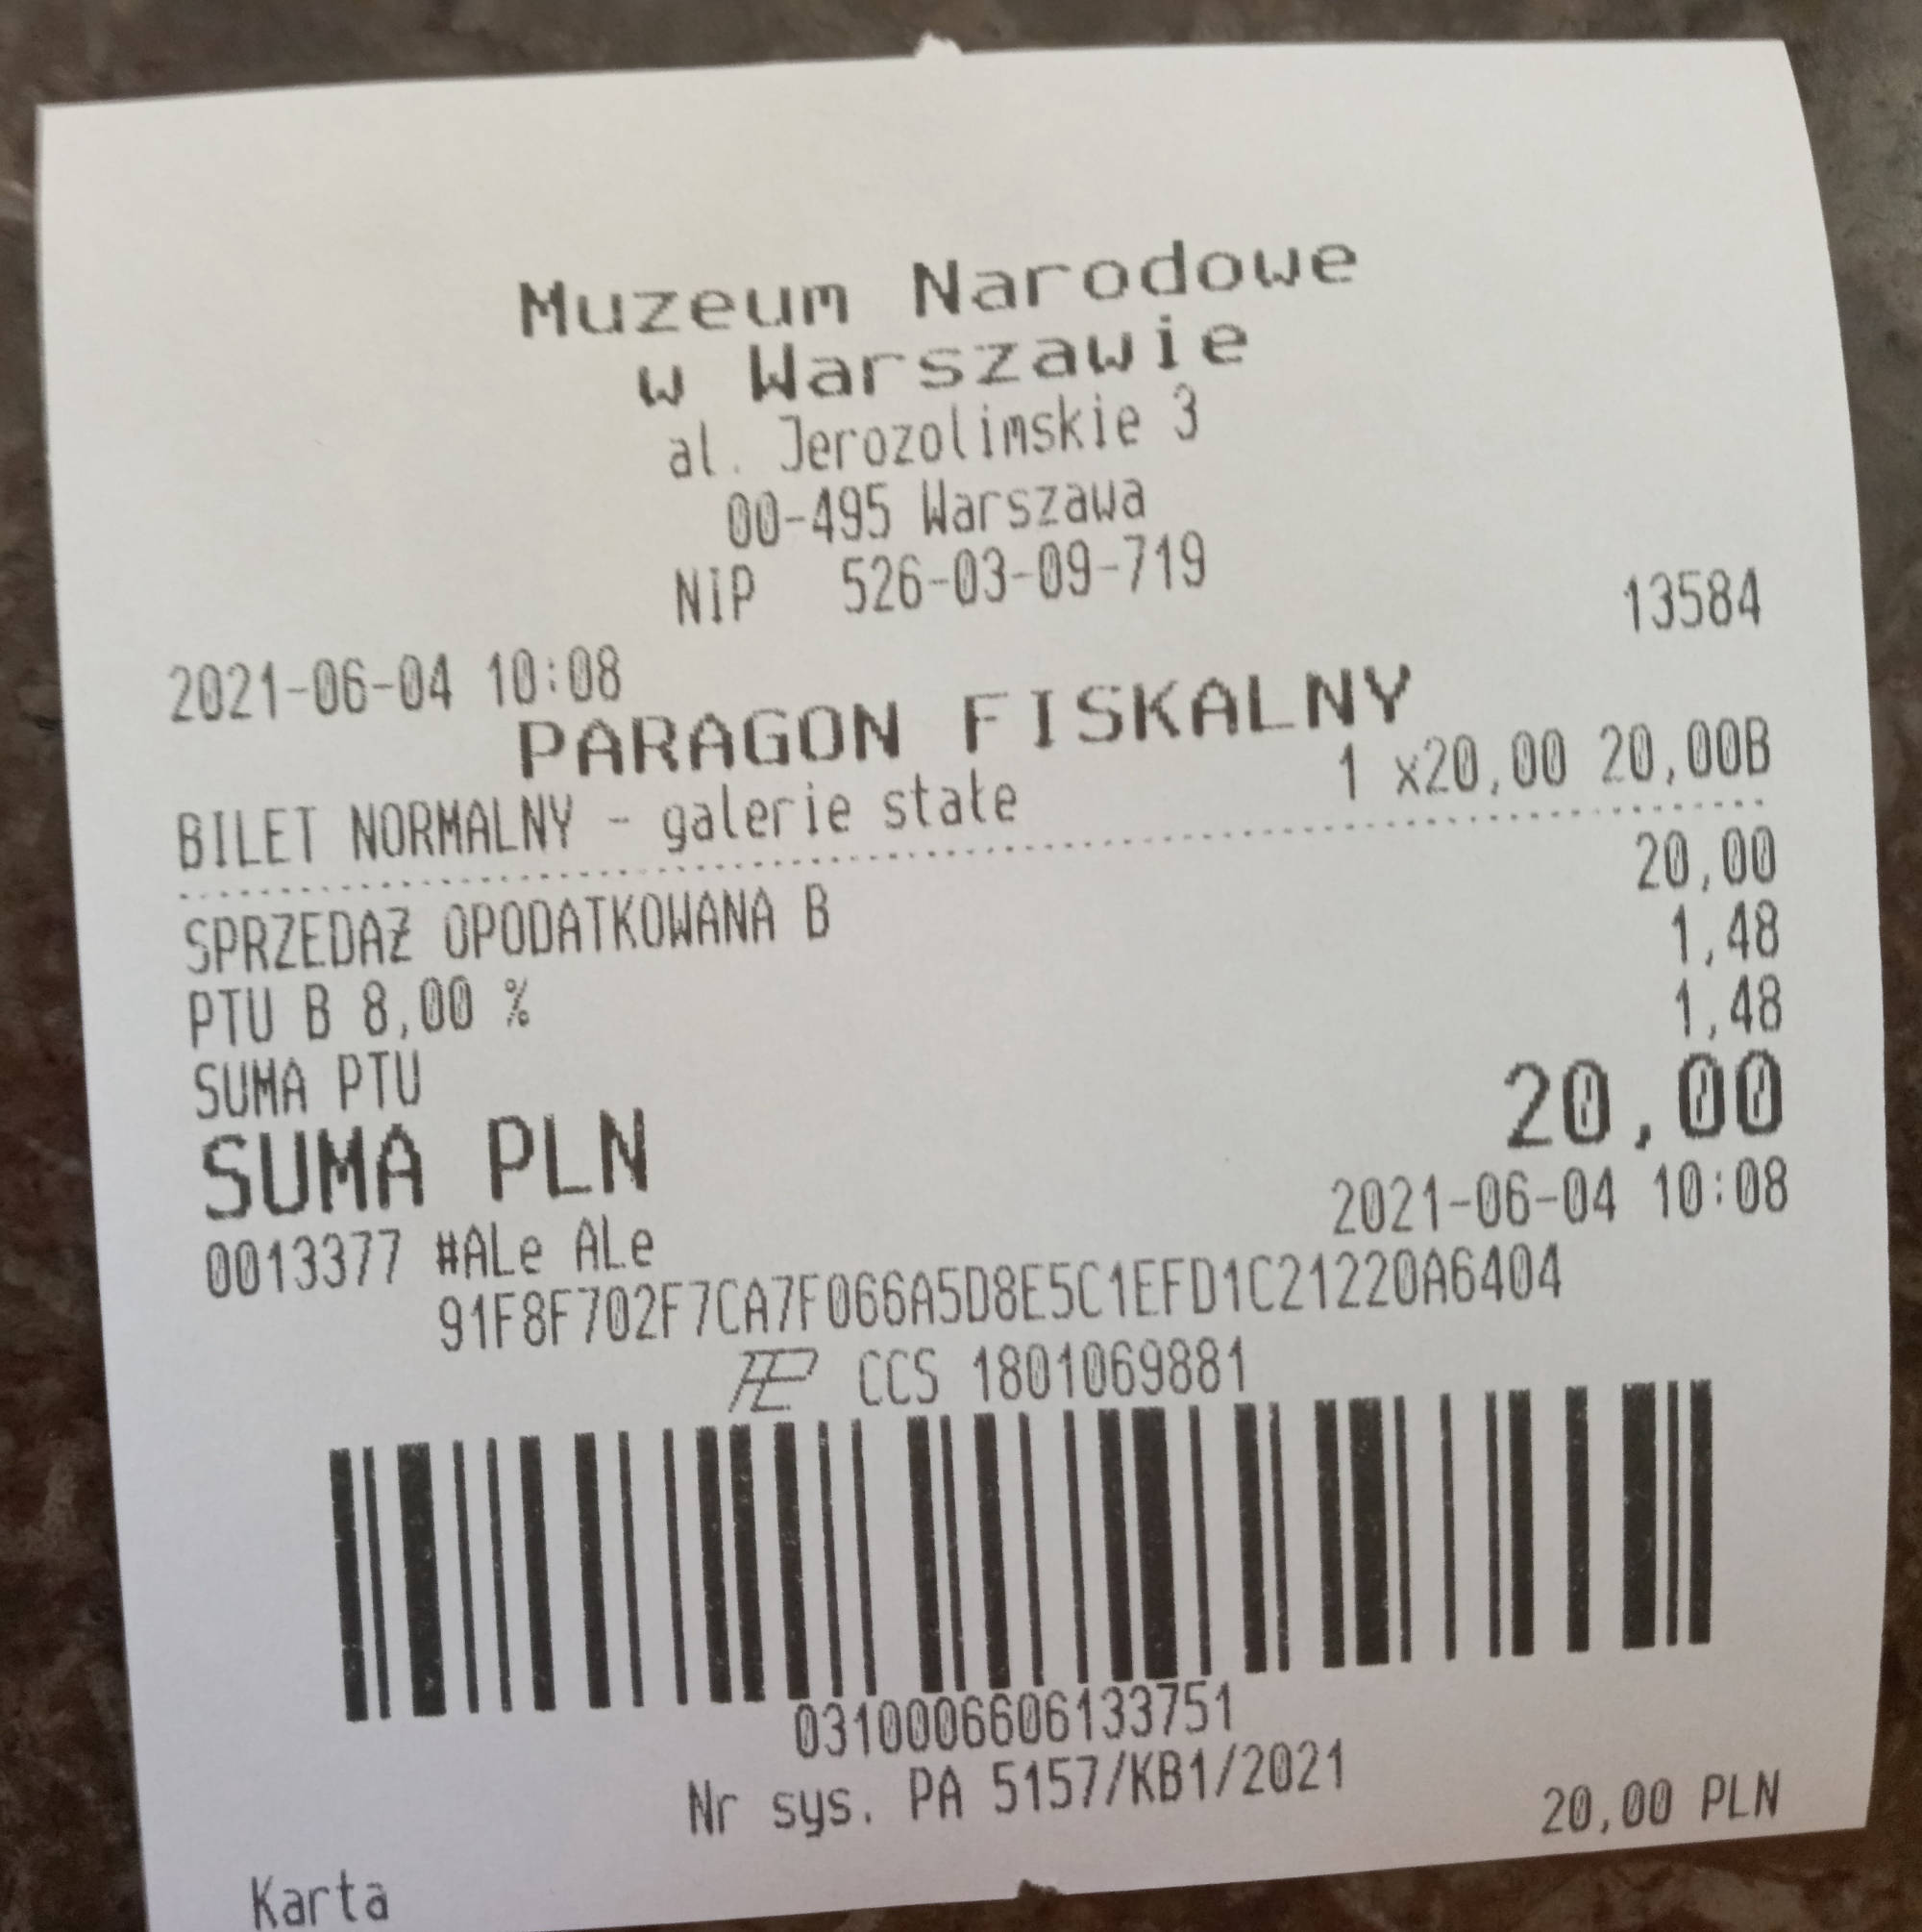 Muzeum Narodowe
w Warszawie
al. Jerozolimskie 3
00-495 Warszawa
NIP 526-03-09-719
2021-06-04 10:08 13584
PARAGON FISKALNY
BILET NORMALNY - galerie stałe 1 x20,00 20,00B
SPRZEDAŻ OPODATKOWANA B 20,00
PTU B 8,00 % 1,48
SUMA PTU 1,48
SUMA PLN 20,00
0013377 #ALe ALe 2021-06-04 10:08
91F8F702F7CA7F066A5D8E5C1EFD1C21220A6404
PL CCS 1801069881
0310006606133751
Nr sys. PA 5157/KB1/2021
Karta 20,00 PLN